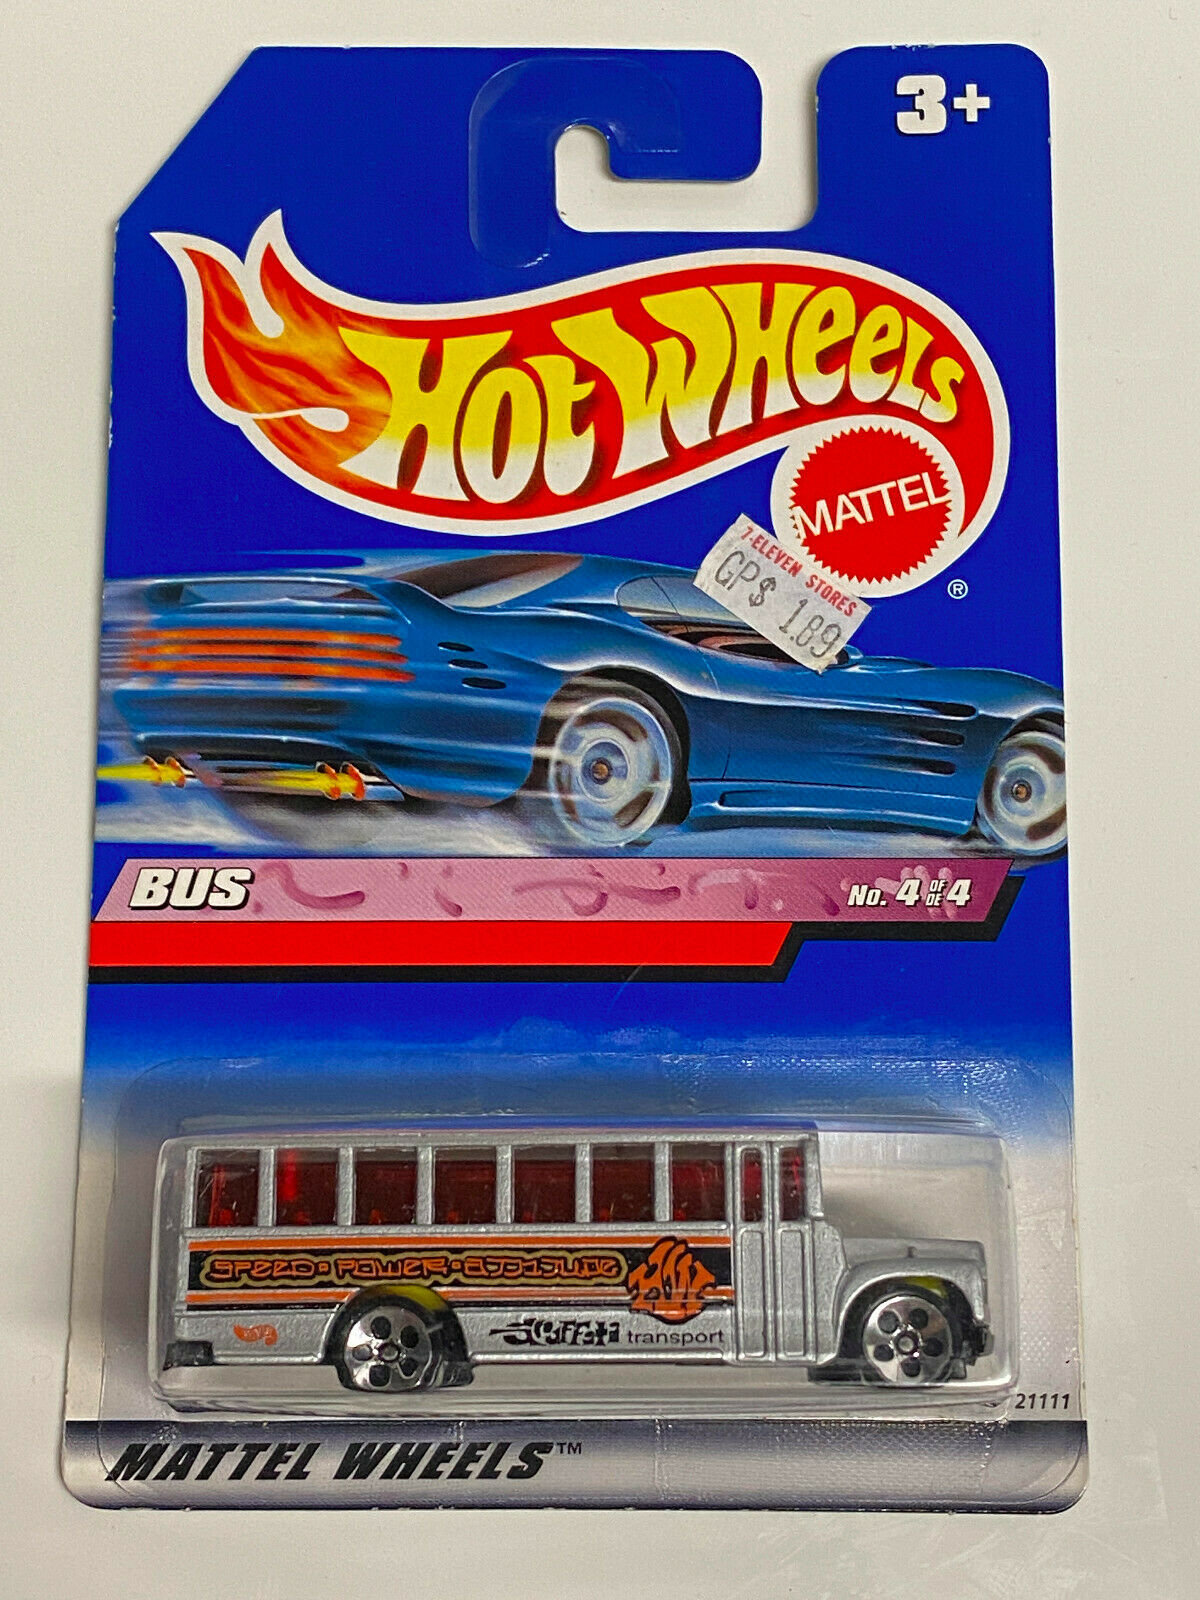 3+
HOT WHEELS
MATTEL
®
7-ELEVEN STORES
GP$ 1.89
BUS
No. 4 OF DE 4
SPEED • POWER • ATTITUDE
transport
21111
MATTEL WHEELS™